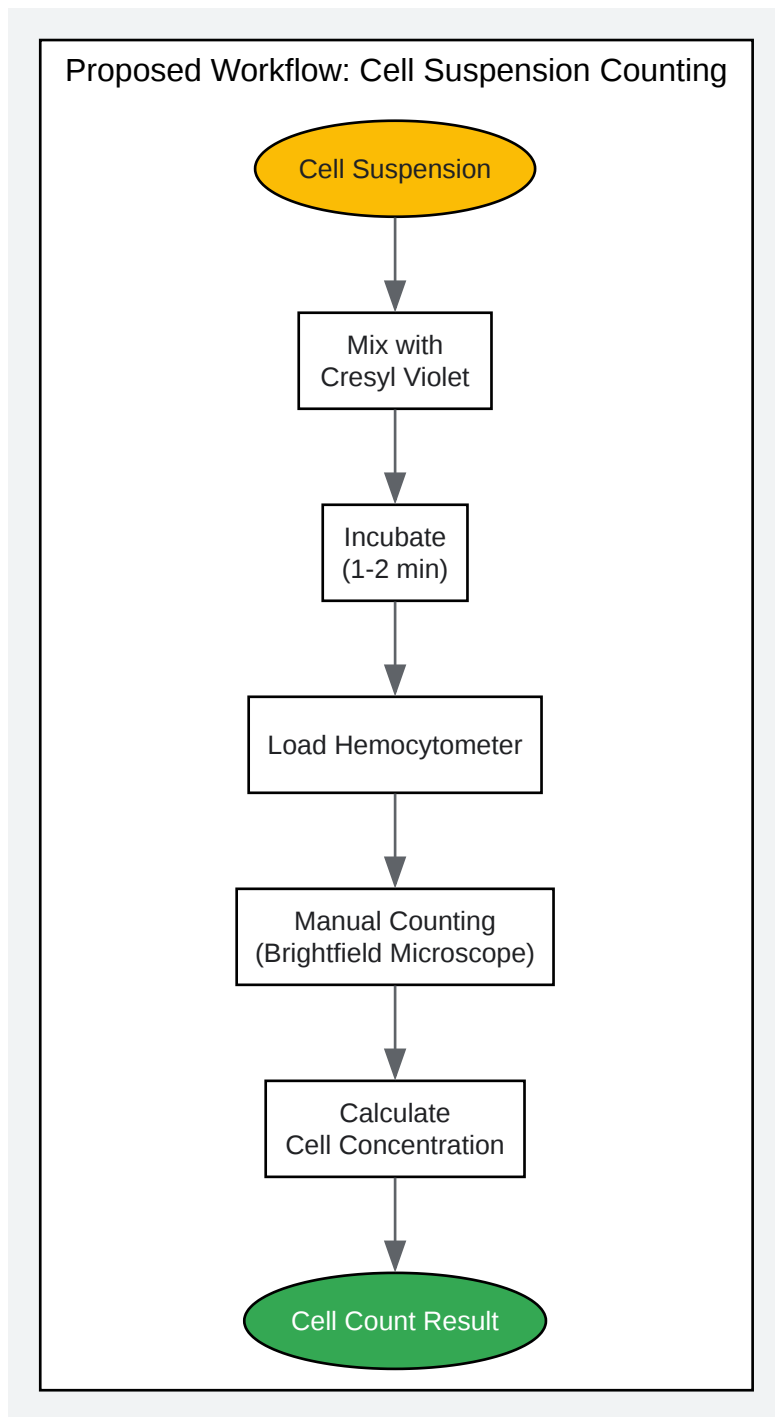 Proposed Workflow: Cell Suspension Counting
Cell Suspension
Mix with
Cresyl Violet
Incubate
(1-2 min)
Load Hemocytometer
Manual Counting
(Brightfield Microscope)
Calculate
Cell Concentration
Cell Count Result